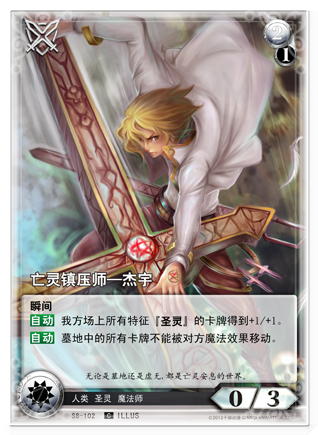 2
1
亡灵镇压师—杰宇
瞬间
自动 我方场上所有特征『圣灵』的卡牌得到+1/+1。
自动 墓地中的所有卡牌不能被对方魔法效果移动。
无论是墓地还是虚无,都是亡灵安息的世界。
人类 圣灵 魔法师
0 / 3
S8-102 C ILLUS